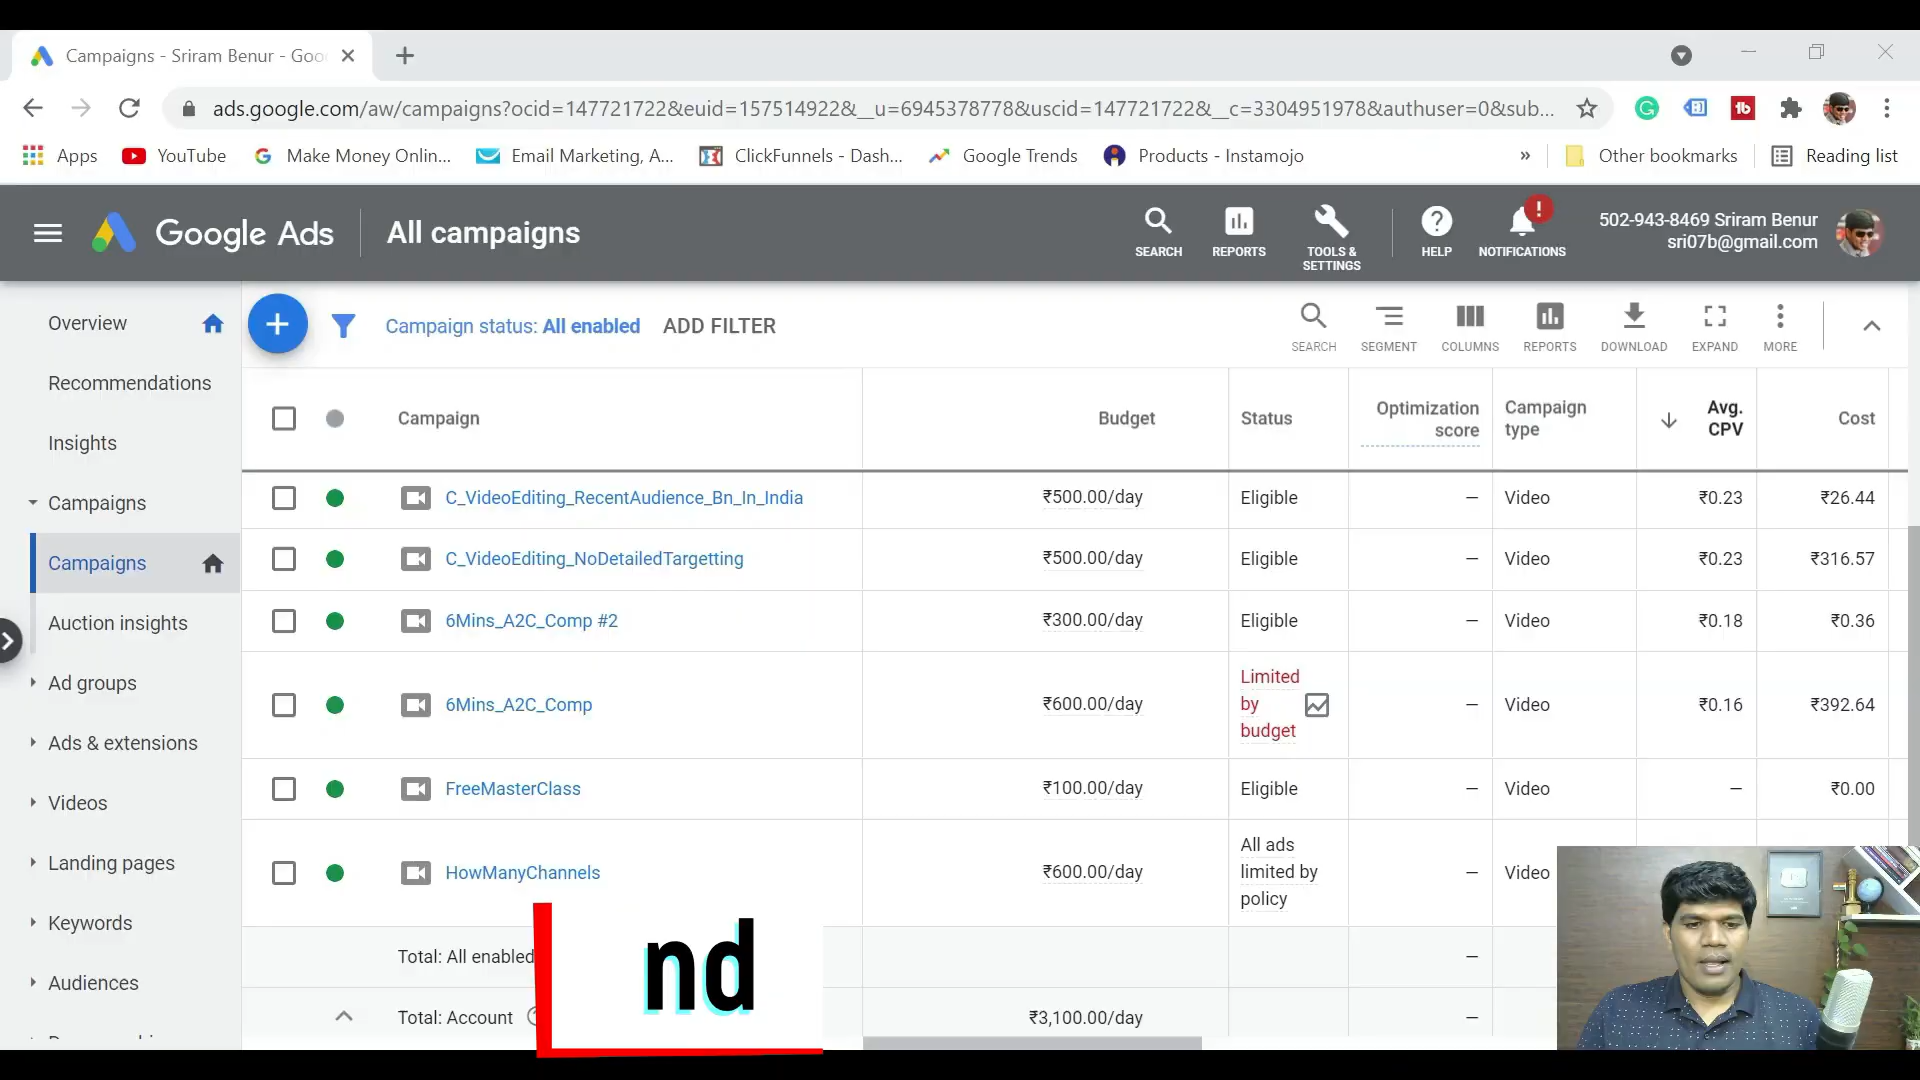 Campaigns - Sriram Benur - Goo
ads.google.com/aw/campaigns?ocid=147721722&euid=157514922&__u=6945378778&uscid=147721722&__c=3304951978&authuser=0&sub...
Apps YouTube Make Money Onlin... Email Marketing, A... ClickFunnels - Dash... Google Trends Products - Instamojo » Other bookmarks Reading list
Google Ads All campaigns
SEARCH REPORTS TOOLS & SETTINGS HELP NOTIFICATIONS
502-943-8469 Sriram Benur
sri07b@gmail.com
Overview
Recommendations
Insights
Campaigns
Campaigns
Auction insights
Ad groups
Ads & extensions
Videos
Landing pages
Keywords
Audiences
Campaign status: All enabled ADD FILTER
SEARCH SEGMENT COLUMNS REPORTS DOWNLOAD EXPAND MORE
Campaign Budget Status Optimization score Campaign type Avg. CPV Cost
C_VideoEditing_RecentAudience_Bn_In_India ₹500.00/day Eligible — Video ₹0.23 ₹26.44
C_VideoEditing_NoDetailedTargetting ₹500.00/day Eligible — Video ₹0.23 ₹316.57
6Mins_A2C_Comp #2 ₹300.00/day Eligible — Video ₹0.18 ₹0.36
6Mins_A2C_Comp ₹600.00/day Limited by budget — Video ₹0.16 ₹392.64
FreeMasterClass ₹100.00/day Eligible — Video — ₹0.00
HowManyChannels ₹600.00/day All ads limited by policy — Video
Total: All enabled —
Total: Account ₹3,100.00/day —
nd